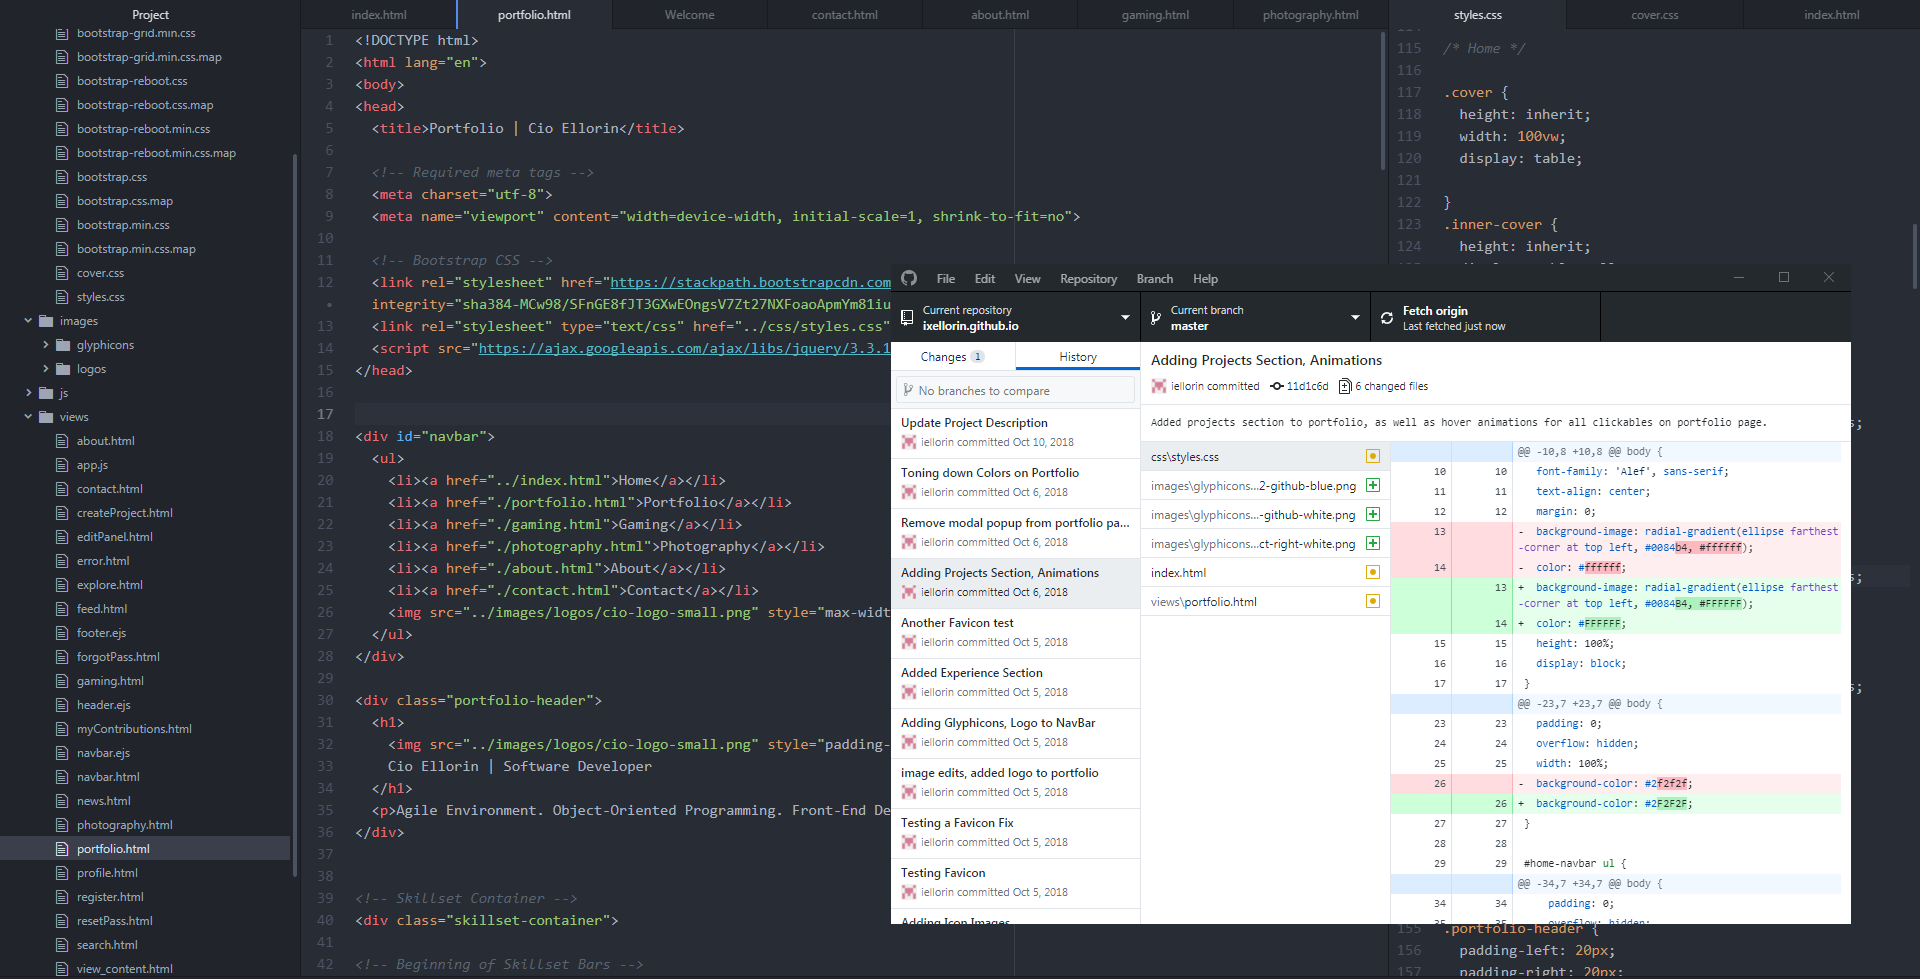 Project
bootstrap-grid.min.css
bootstrap-grid.min.css.map
bootstrap-reboot.css
bootstrap-reboot.css.map
bootstrap-reboot.min.css
bootstrap-reboot.min.css.map
bootstrap.css
bootstrap.css.map
bootstrap.min.css
bootstrap.min.css.map
cover.css
styles.css
images
glyphicons
logos
js
views
about.html
app.js
contact.html
createProject.html
editPanel.html
error.html
explore.html
feed.html
footer.ejs
forgotPass.html
gaming.html
header.ejs
myContributions.html
navbar.ejs
navbar.html
news.html
photography.html
portfolio.html
profile.html
register.html
resetPass.html
search.html
view_content.html
index.html portfolio.html Welcome contact.html about.html gaming.html photography.html
1 <!DOCTYPE html>
2 <html lang="en">
3 <body>
4 <head>
5 <title>Portfolio | Cio Ellorin</title>
6
7 <!-- Required meta tags -->
8 <meta charset="utf-8">
9 <meta name="viewport" content="width=device-width, initial-scale=1, shrink-to-fit=no">
10
11 <!-- Bootstrap CSS -->
12 <link rel="stylesheet" href="https://stackpath.bootstrapcdn.com
• integrity="sha384-MCw98/SFnGE8fJT3GXwEOngsV7Zt27NXFoaoApmYm81iu
13 <link rel="stylesheet" type="text/css" href="../css/styles.css"
14 <script src="https://ajax.googleapis.com/ajax/libs/jquery/3.3.1
15 </head>
16
17
18 <div id="navbar">
19 <ul>
20 <li><a href="../index.html">Home</a></li>
21 <li><a href="./portfolio.html">Portfolio</a></li>
22 <li><a href="./gaming.html">Gaming</a></li>
23 <li><a href="./photography.html">Photography</a></li>
24 <li><a href="./about.html">About</a></li>
25 <li><a href="./contact.html">Contact</a></li>
26 <img src="../images/logos/cio-logo-small.png" style="max-widt
27 </ul>
28 </div>
29
30 <div class="portfolio-header">
31 <h1>
32 <img src="../images/logos/cio-logo-small.png" style="padding-
33 Cio Ellorin | Software Developer
34 </h1>
35 <p>Agile Environment. Object-Oriented Programming. Front-End De
36 </div>
37
38
39 <!-- Skillset Container -->
40 <div class="skillset-container">
41
42 <!-- Beginning of Skillset Bars -->
styles.css cover.css index.html
115 /* Home */
116
117 .cover {
118 height: inherit;
119 width: 100vw;
120 display: table;
121
122 }
123 .inner-cover {
124 height: inherit;
File Edit View Repository Branch Help
Current repository
ixellorin.github.io
Current branch
master
Fetch origin
Last fetched just now
Changes 1 History
No branches to compare
Update Project Description
iellorin committed Oct 10, 2018
Toning down Colors on Portfolio
iellorin committed Oct 6, 2018
Remove modal popup from portfolio pa...
iellorin committed Oct 6, 2018
Adding Projects Section, Animations
iellorin committed Oct 6, 2018
Another Favicon test
iellorin committed Oct 5, 2018
Added Experience Section
iellorin committed Oct 5, 2018
Adding Glyphicons, Logo to NavBar
iellorin committed Oct 5, 2018
image edits, added logo to portfolio
iellorin committed Oct 5, 2018
Testing a Favicon Fix
iellorin committed Oct 5, 2018
Testing Favicon
iellorin committed Oct 5, 2018
Adding Icon Images
Adding Projects Section, Animations
iellorin committed 11d1c6d 6 changed files
Added projects section to portfolio, as well as hover animations for all clickables on portfolio page.
css\styles.css
images\glyphicons...2-github-blue.png
images\glyphicons...-github-white.png
images\glyphicons...ct-right-white.png
index.html
views\portfolio.html
@@ -10,8 +10,8 @@ body {
10 10 font-family: 'Alef', sans-serif;
11 11 text-align: center;
12 12 margin: 0;
13 - background-image: radial-gradient(ellipse farthest
-corner at top left, #0084b4, #ffffff);
14 - color: #ffffff;
13 + background-image: radial-gradient(ellipse farthest
-corner at top left, #0084B4, #FFFFFF);
14 + color: #FFFFFF;
15 15 height: 100%;
16 16 display: block;
17 17 }
@@ -23,7 +23,7 @@ body {
23 23 padding: 0;
24 24 overflow: hidden;
25 25 width: 100%;
26 - background-color: #2f2f2f;
26 + background-color: #2F2F2F;
27 27 }
28 28
29 29 #home-navbar ul {
@@ -34,7 +34,7 @@ body {
34 34 padding: 0;
35 35 overflow: hidden;
155 .portfolio-header {
156 padding-left: 20px;
157 padding-right: 20px;